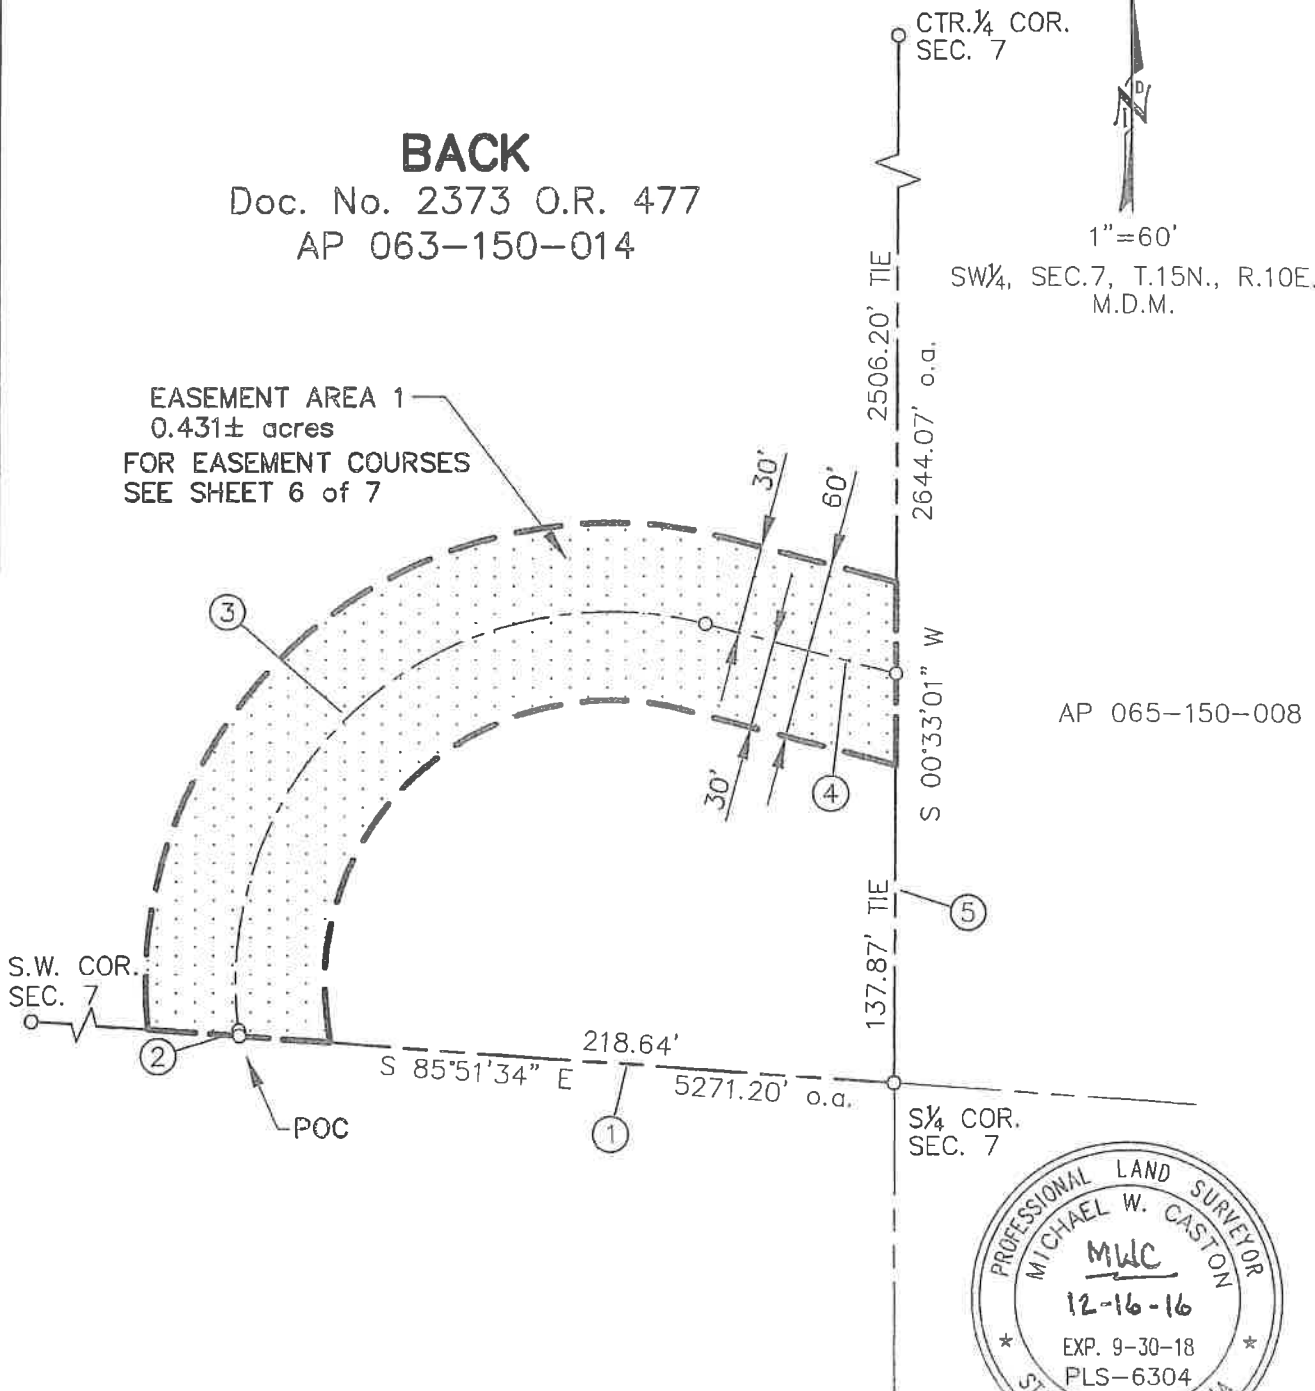 CTR.¼ COR.
SEC. 7
BACK
Doc. No. 2373 O.R. 477
AP 063-150-014
1"=60'
SW¼, SEC.7, T.15N., R.10E.
M.D.M.
2506.20' TIE
2644.07' o.a.
EASEMENT AREA 1
0.431± acres
FOR EASEMENT COURSES
SEE SHEET 6 of 7
30'
60'
3
S 00°33'01" W
AP 065-150-008
30'
4
137.87' TIE
5
S.W. COR.
SEC. 7
2
218.64'
S 85°51'34" E
5271.20' o.a.
POC
1
S¼ COR.
SEC. 7
PROFESSIONAL LAND SURVEYOR
MICHAEL W. CASTON
MWC
12-16-16
EXP. 9-30-18
PLS-6304